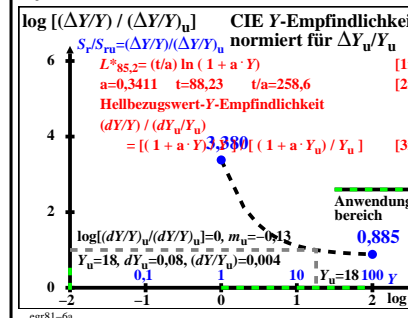 log [(ΔY/Y) / (ΔY/Y)u]
CIE Y-Empfindlichkei
normiert für ΔYu/Yu
Sr/Sru=(ΔY/Y)/(ΔY/Y)u
L*85,2=(t/a) ln ( 1 + a·Y) [1
a=0,3411 t=88,23 t/a=258,6 [2
Hellbezugswert-Y-Empfindlichkeit
(dY/Y) / (dYu/Yu)
= [( 1 + a·Y) / Y ] / [ ( 1 + a Yu ) / Yu ] [3
6
4
2
0
3,380
Anwendung
bereich
0,885
log[(dY/Y)u/(dY/Y)u]=0, mu=−0,13
Yu=18, dYu=0,08, (dY/Y)u=0,004
0,1 1 10 Yu=18 100 Y
−2 −1 0 1 2 log
egr81−6a